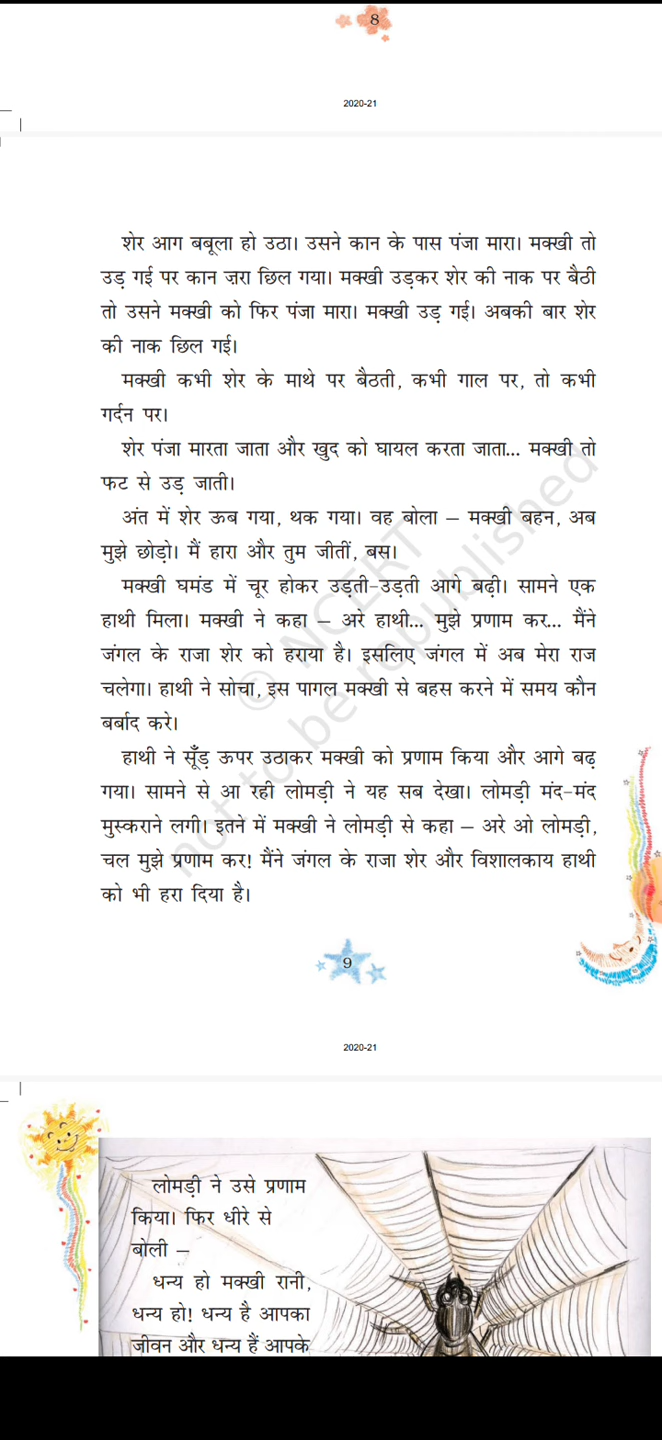 8
2020-21
शेर आग बबूला हो उठा। उसने कान के पास पंजा मारा। मक्खी तो
उड़ गई पर कान ज़रा छिल गया। मक्खी उड़कर शेर की नाक पर बैठी
तो उसने मक्खी को फिर पंजा मारा। मक्खी उड़ गई। अबकी बार शेर
की नाक छिल गई।
मक्खी कभी शेर के माथे पर बैठती, कभी गाल पर, तो कभी
गर्दन पर।
शेर पंजा मारता जाता और खुद को घायल करता जाता... मक्खी तो
फट से उड़ जाती।
अंत में शेर ऊब गया, थक गया। वह बोला – मक्खी बहन, अब
मुझे छोड़ो। मैं हारा और तुम जीतीं, बस।
मक्खी घमंड में चूर होकर उड़ती-उड़ती आगे बढ़ी। सामने एक
हाथी मिला। मक्खी ने कहा – अरे हाथी... मुझे प्रणाम कर... मैंने
जंगल के राजा शेर को हराया है। इसलिए जंगल में अब मेरा राज
चलेगा। हाथी ने सोचा, इस पागल मक्खी से बहस करने में समय कौन
बर्बाद करे।
हाथी ने सूँड़ ऊपर उठाकर मक्खी को प्रणाम किया और आगे बढ़
गया। सामने से आ रही लोमड़ी ने यह सब देखा। लोमड़ी मंद-मंद
मुस्कराने लगी। इतने में मक्खी ने लोमड़ी से कहा – अरे ओ लोमड़ी,
चल मुझे प्रणाम कर! मैंने जंगल के राजा शेर और विशालकाय हाथी
को भी हरा दिया है।
© NCERT
not to be republished
9
2020-21
लोमड़ी ने उसे प्रणाम
किया। फिर धीरे से
बोली –
धन्य हो मक्खी रानी,
धन्य हो! धन्य है आपका
जीवन और धन्य हैं आपके